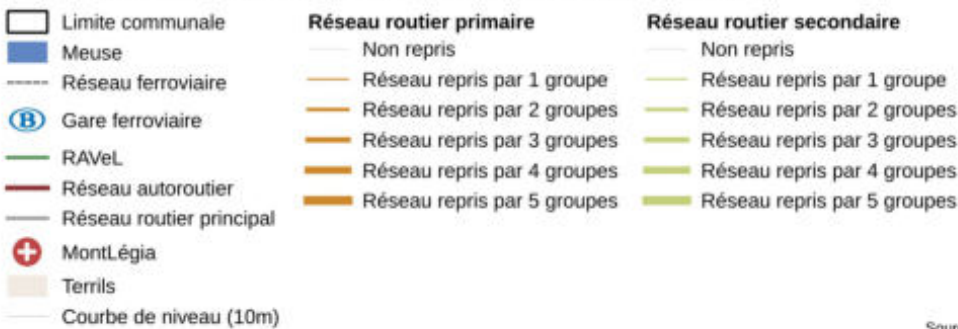 Limite communale
Meuse
Réseau ferroviaire
B
Gare ferroviaire
RAVeL
Réseau autoroutier
Réseau routier principal
MontLégia
Terrils
Courbe de niveau (10m)
Réseau routier primaire
Non repris
Réseau repris par 1 groupe
Réseau repris par 2 groupes
Réseau repris par 3 groupes
Réseau repris par 4 groupes
Réseau repris par 5 groupes
Réseau routier secondaire
Non repris
Réseau repris par 1 groupe
Réseau repris par 2 groupes
Réseau repris par 3 groupes
Réseau repris par 4 groupes
Réseau repris par 5 groupes